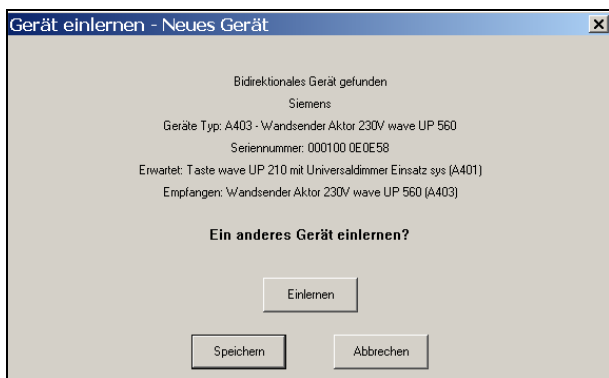 Gerät einlernen - Neues Gerät
Bidirektionales Gerät gefunden
Siemens
Geräte Typ: A403 - Wandsender Aktor 230V wave UP 560
Seriennummer: 000100 0E0E58
Erwartet: Taste wave UP 210 mit Universaldimmer Einsatz sys (A401)
Empfangen: Wandsender Aktor 230V wave UP 560 (A403)
Ein anderes Gerät einlernen?
Einlernen
Speichern Abbrechen